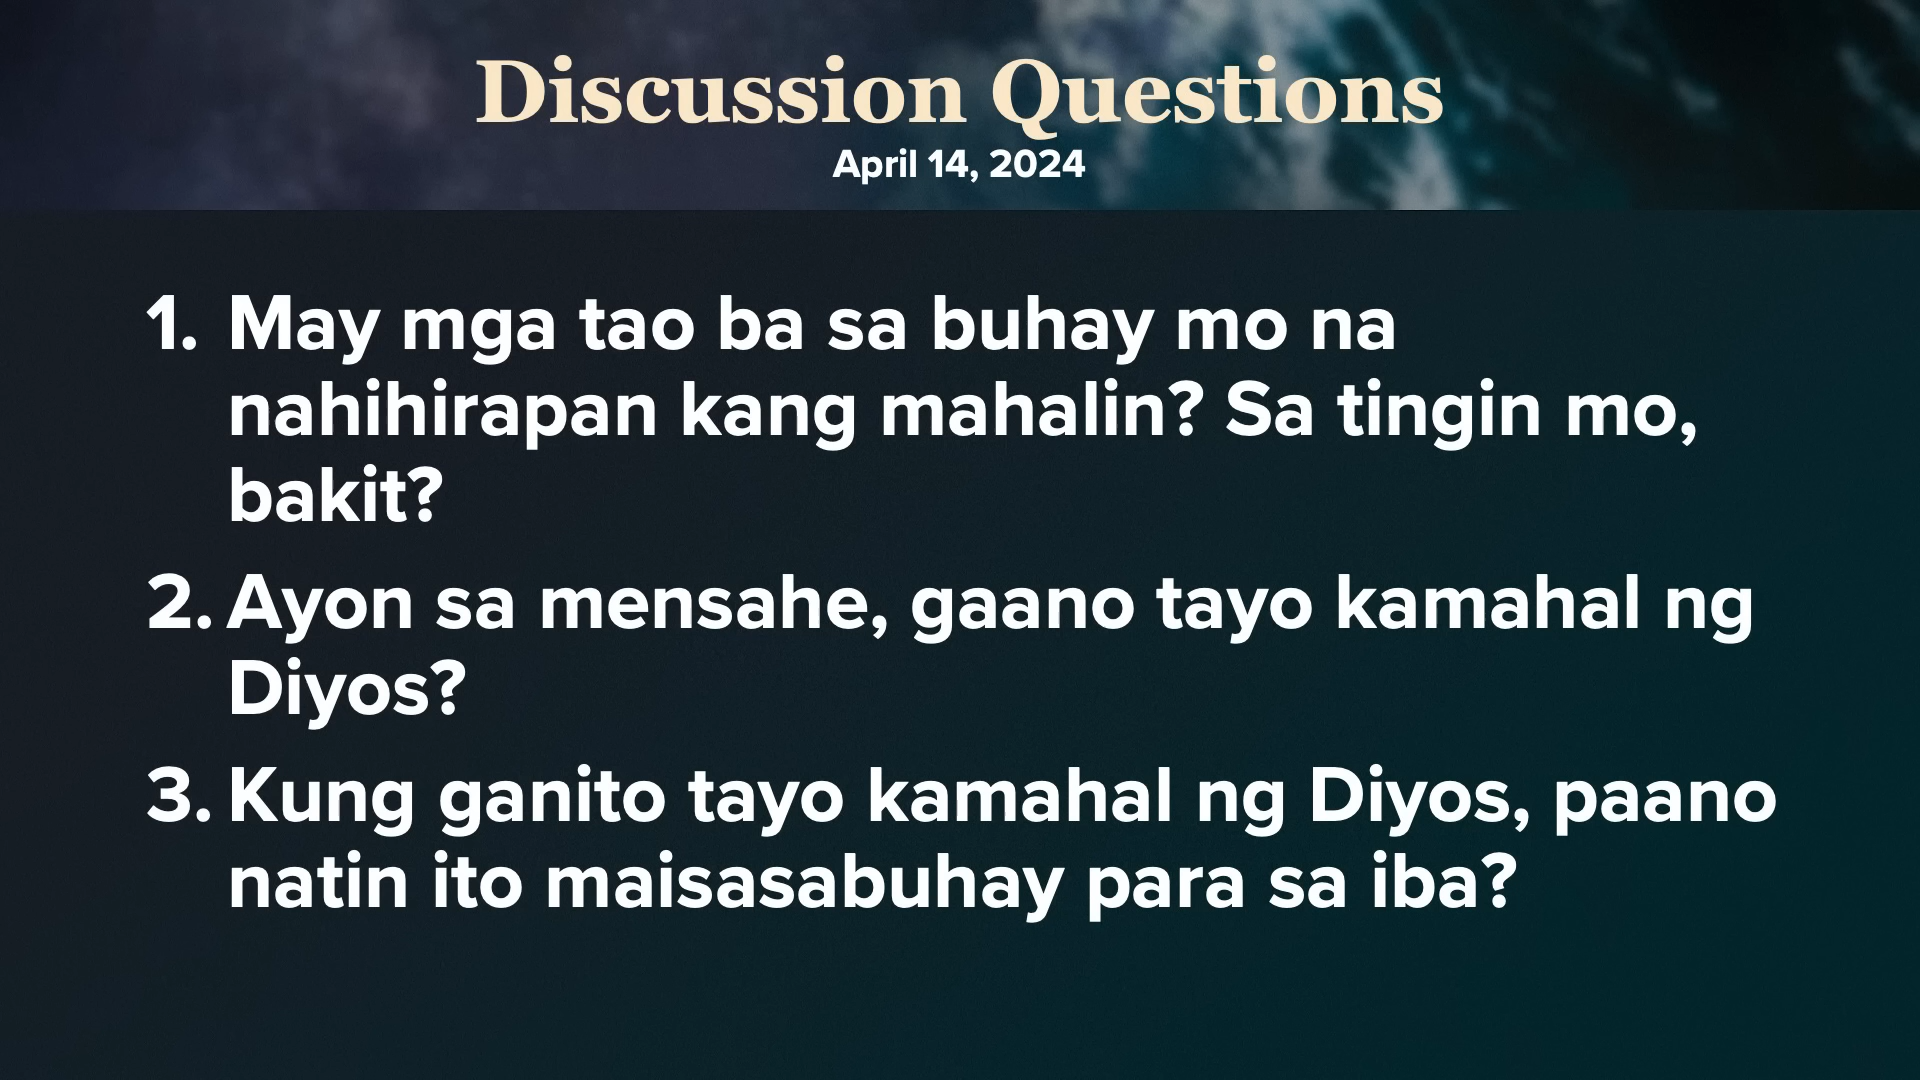 Discussion Questions
April 14, 2024
1. May mga tao ba sa buhay mo na
nahihirapan kang mahalin? Sa tingin mo,
bakit?
2. Ayon sa mensahe, gaano tayo kamahal ng
Diyos?
3. Kung ganito tayo kamahal ng Diyos, paano
natin ito maisasabuhay para sa iba?